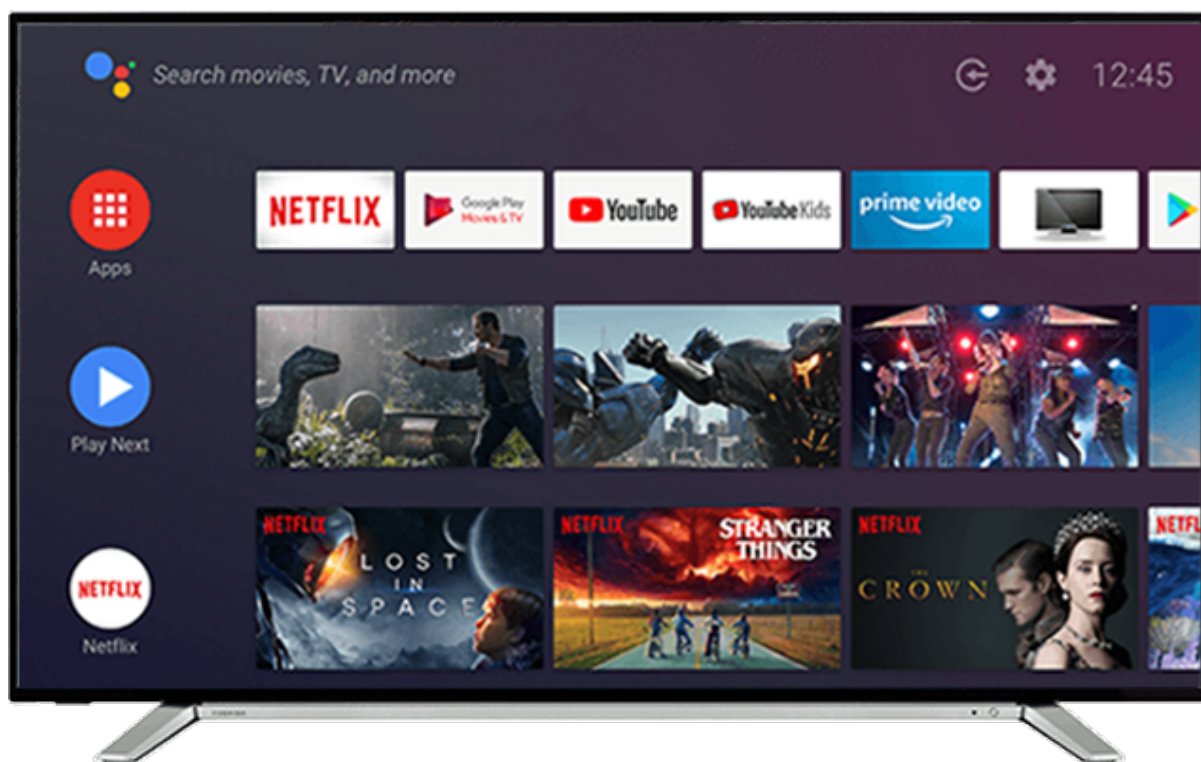 Search movies, TV, and more
12:45
Apps
NETFLIX
Google Play
Movies & TV
YouTube
YouTube Kids
prime video
Play Next
NETFLIX
Netflix
NETFLIX
LOST
IN
SPACE
NETFLIX
STRANGER
THINGS
NETFLIX
THE
CROWN
NETFL
TOSHIBA